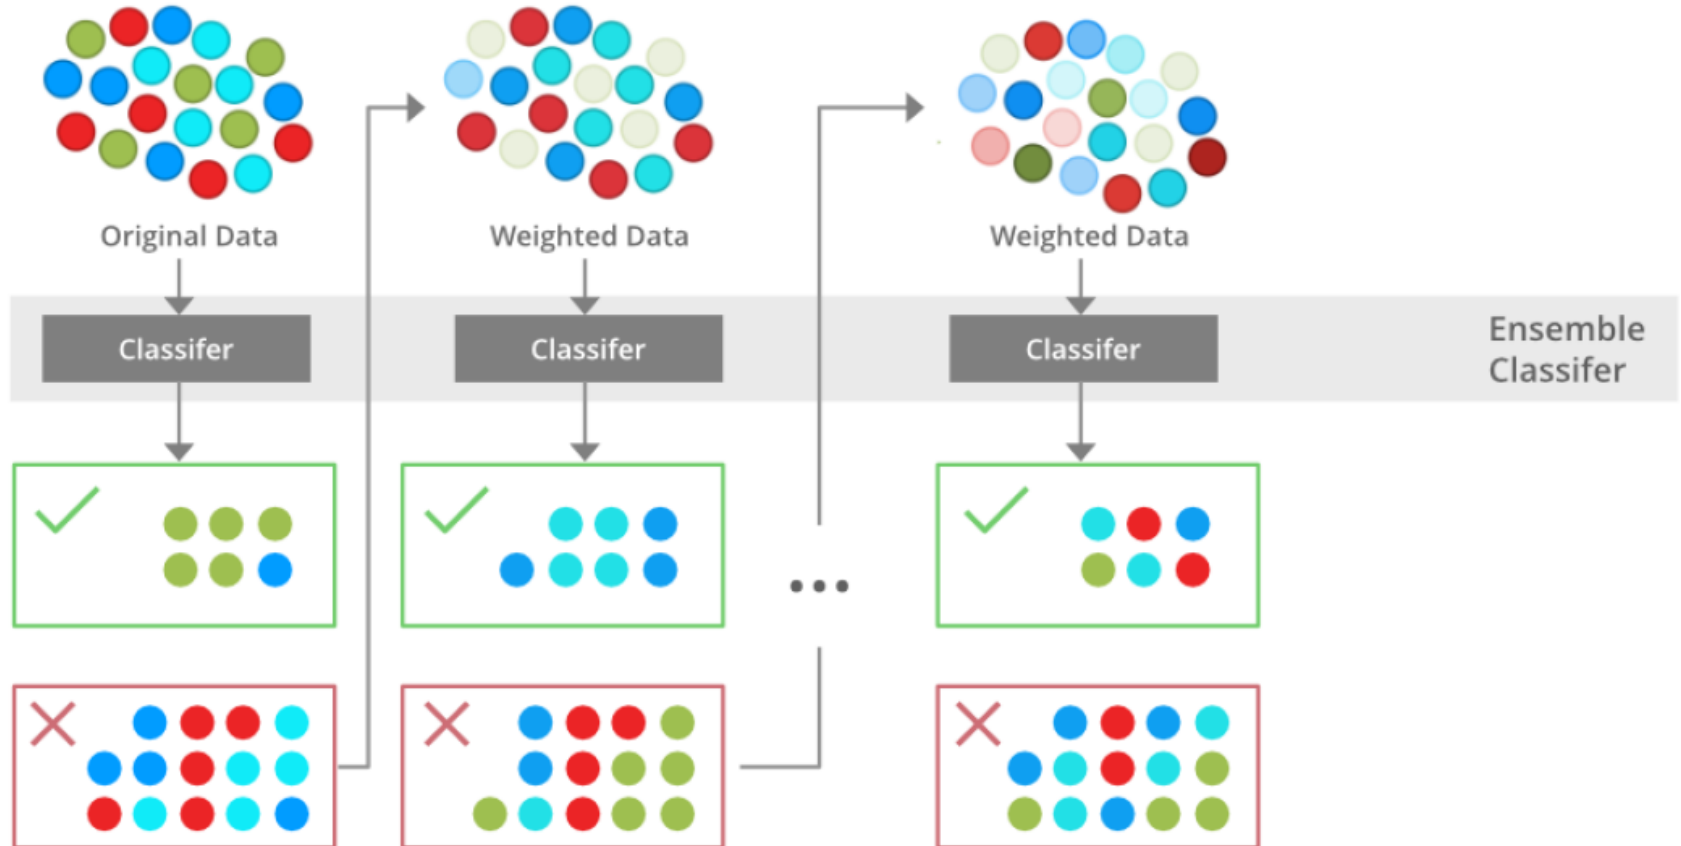 Original Data
Weighted Data
Weighted Data
Classifer
Classifer
Classifer
Ensemble
Classifer